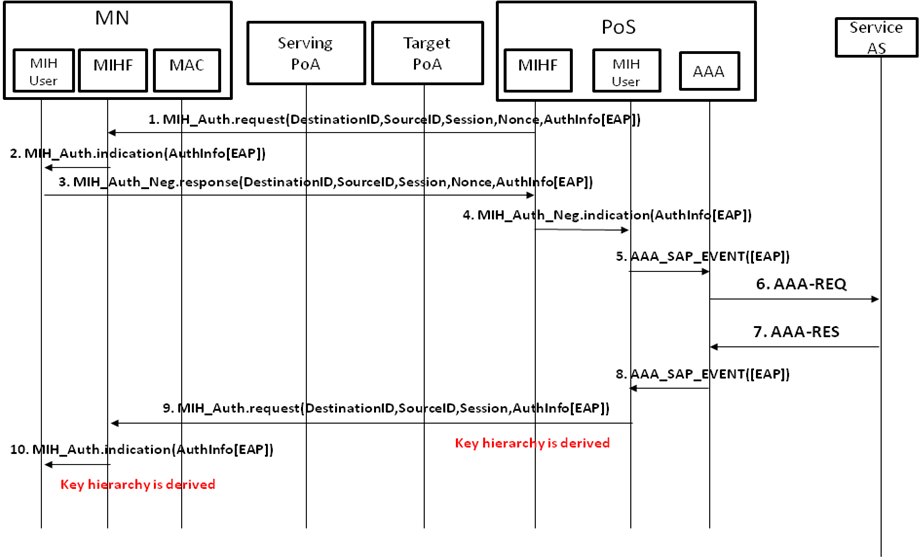 MN
PoS
Service
AS
Serving
PoA
Target
PoA
MIH
User
MIHF
MAC
MIHF
MIH
User
AAA
1. MIH_Auth.request(DestinationID,SourceID,Session,Nonce,AuthInfo[EAP])
2. MIH_Auth.indication(AuthInfo[EAP])
3. MIH_Auth_Neg.response(DestinationID,SourceID,Session,Nonce,AuthInfo[EAP])
4. MIH_Auth_Neg.indication(AuthInfo[EAP])
5. AAA_SAP_EVENT([EAP])
6. AAA-REQ
7. AAA-RES
8. AAA_SAP_EVENT([EAP])
9. MIH_Auth.request(DestinationID,SourceID,Session,AuthInfo[EAP])
Key hierarchy is derived
10. MIH_Auth.indication(AuthInfo[EAP])
Key hierarchy is derived